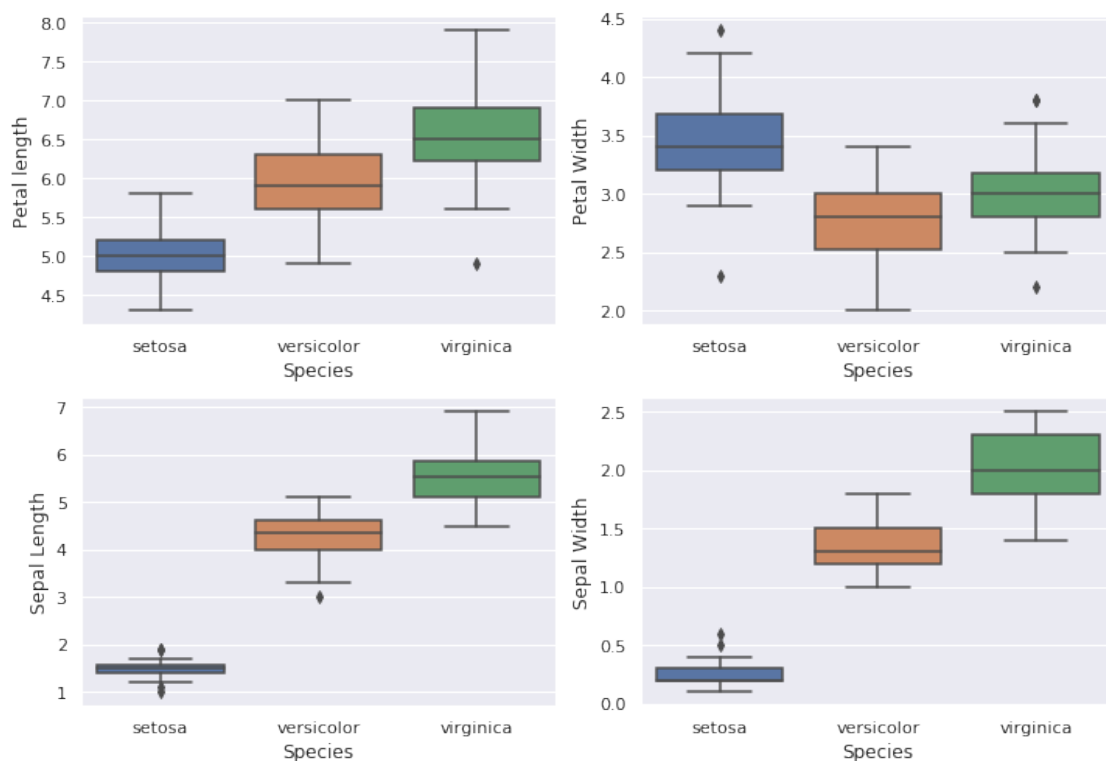 Petal length
8.0
7.5
7.0
6.5
6.0
5.5
5.0
4.5
setosa versicolor virginica
Species
Petal Width
4.5
4.0
3.5
3.0
2.5
2.0
setosa versicolor virginica
Species
Sepal Length
7
6
5
4
3
2
1
setosa versicolor virginica
Species
Sepal Width
2.5
2.0
1.5
1.0
0.5
0.0
setosa versicolor virginica
Species